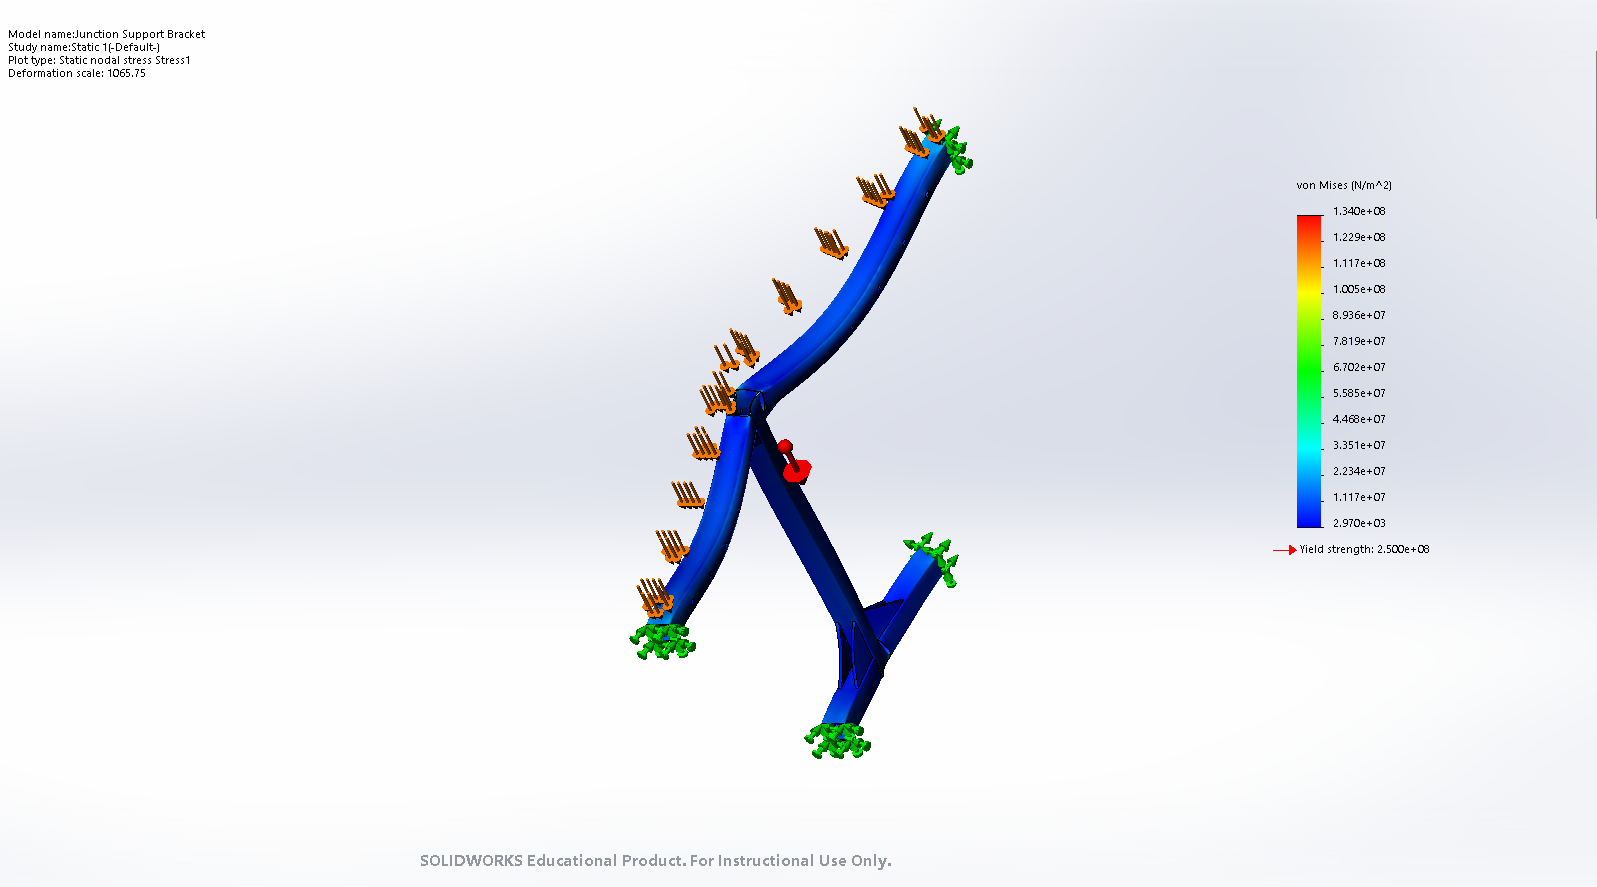 Model name:Junction Support Bracket
Study name:Static 1(-Default-)
Plot type: Static nodal stress Stress1
Deformation scale: 1065.75
von Mises (N/m^2)
1.340e+08
1.229e+08
1.117e+08
1.005e+08
8.936e+07
7.819e+07
6.702e+07
5.585e+07
4.468e+07
3.351e+07
2.234e+07
1.117e+07
2.970e+03
Yield strength: 2.500e+08
SOLIDWORKS Educational Product. For Instructional Use Only.